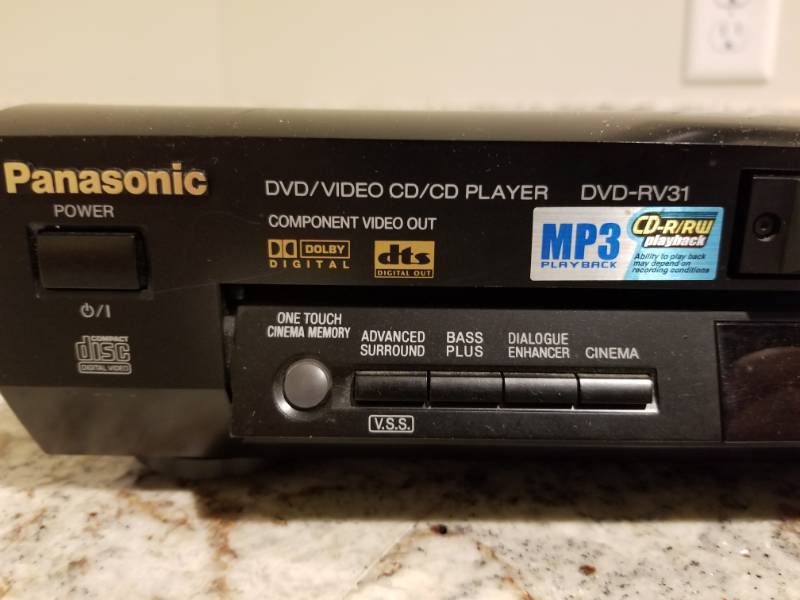 Panasonic
DVD/VIDEO CD/CD PLAYER DVD-RV31
POWER
COMPONENT VIDEO OUT
DOLBY
DIGITAL
dts
DIGITAL OUT
MP3
PLAYBACK
CD-R/RW
playback
Ability to play back
may depend on
recording conditions
⏻/I
COMPACT
disc
DIGITAL VIDEO
ONE TOUCH
CINEMA MEMORY
ADVANCED
SURROUND
BASS
PLUS
DIALOGUE
ENHANCER
CINEMA
V.S.S.